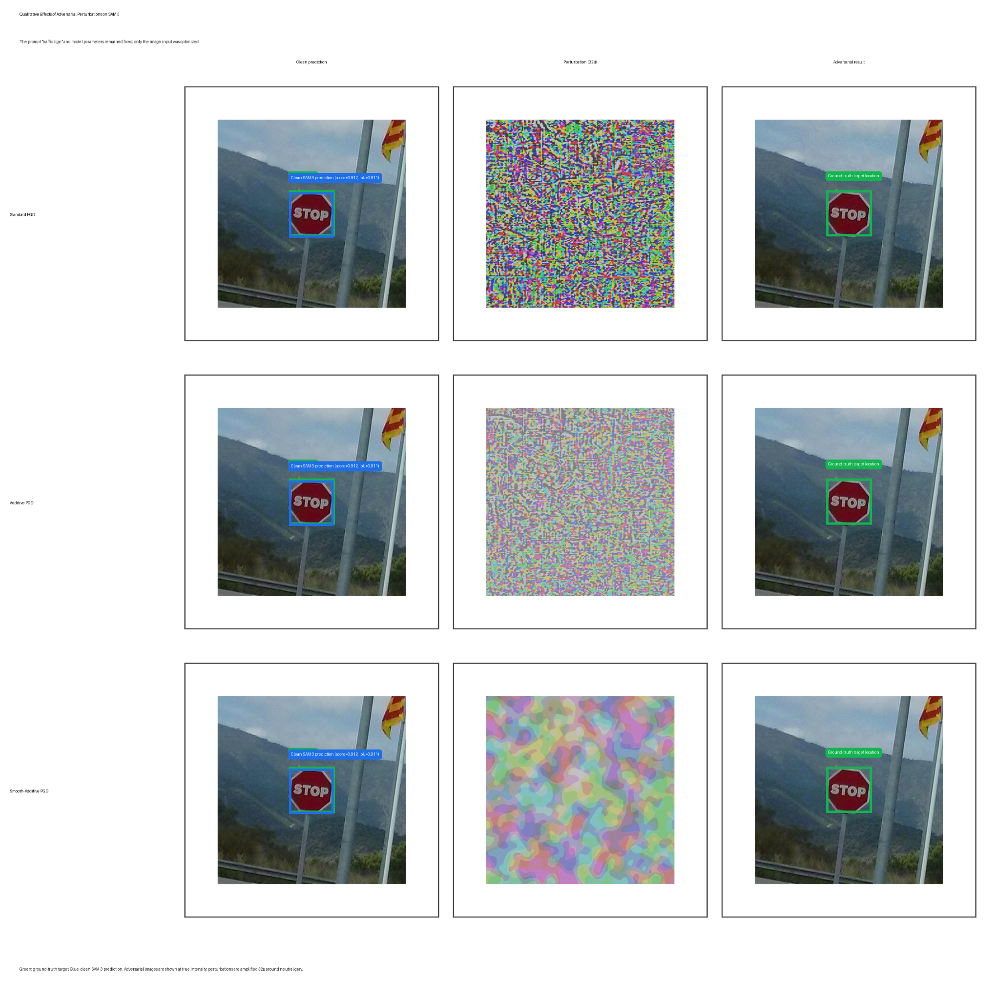 Qualitative Effects of Adversarial Perturbations on SAM 3
The prompt "traffic sign" and model parameters remained fixed; only the image input was optimized.
Clean prediction
Perturbation (32▯)
Adversarial result
Standard PGD
Clean SAM 3 prediction (score=0.912, IoU=0.911)
STOP
Ground-truth target location
STOP
Additive PGD
Clean SAM 3 prediction (score=0.912, IoU=0.911)
STOP
Ground-truth target location
STOP
Smooth-Additive PGD
Clean SAM 3 prediction (score=0.912, IoU=0.911)
STOP
Ground-truth target location
STOP
Green: ground-truth target. Blue: clean SAM 3 prediction. Adversarial images are shown at true intensity; perturbations are amplified 32▯ around neutral gray.